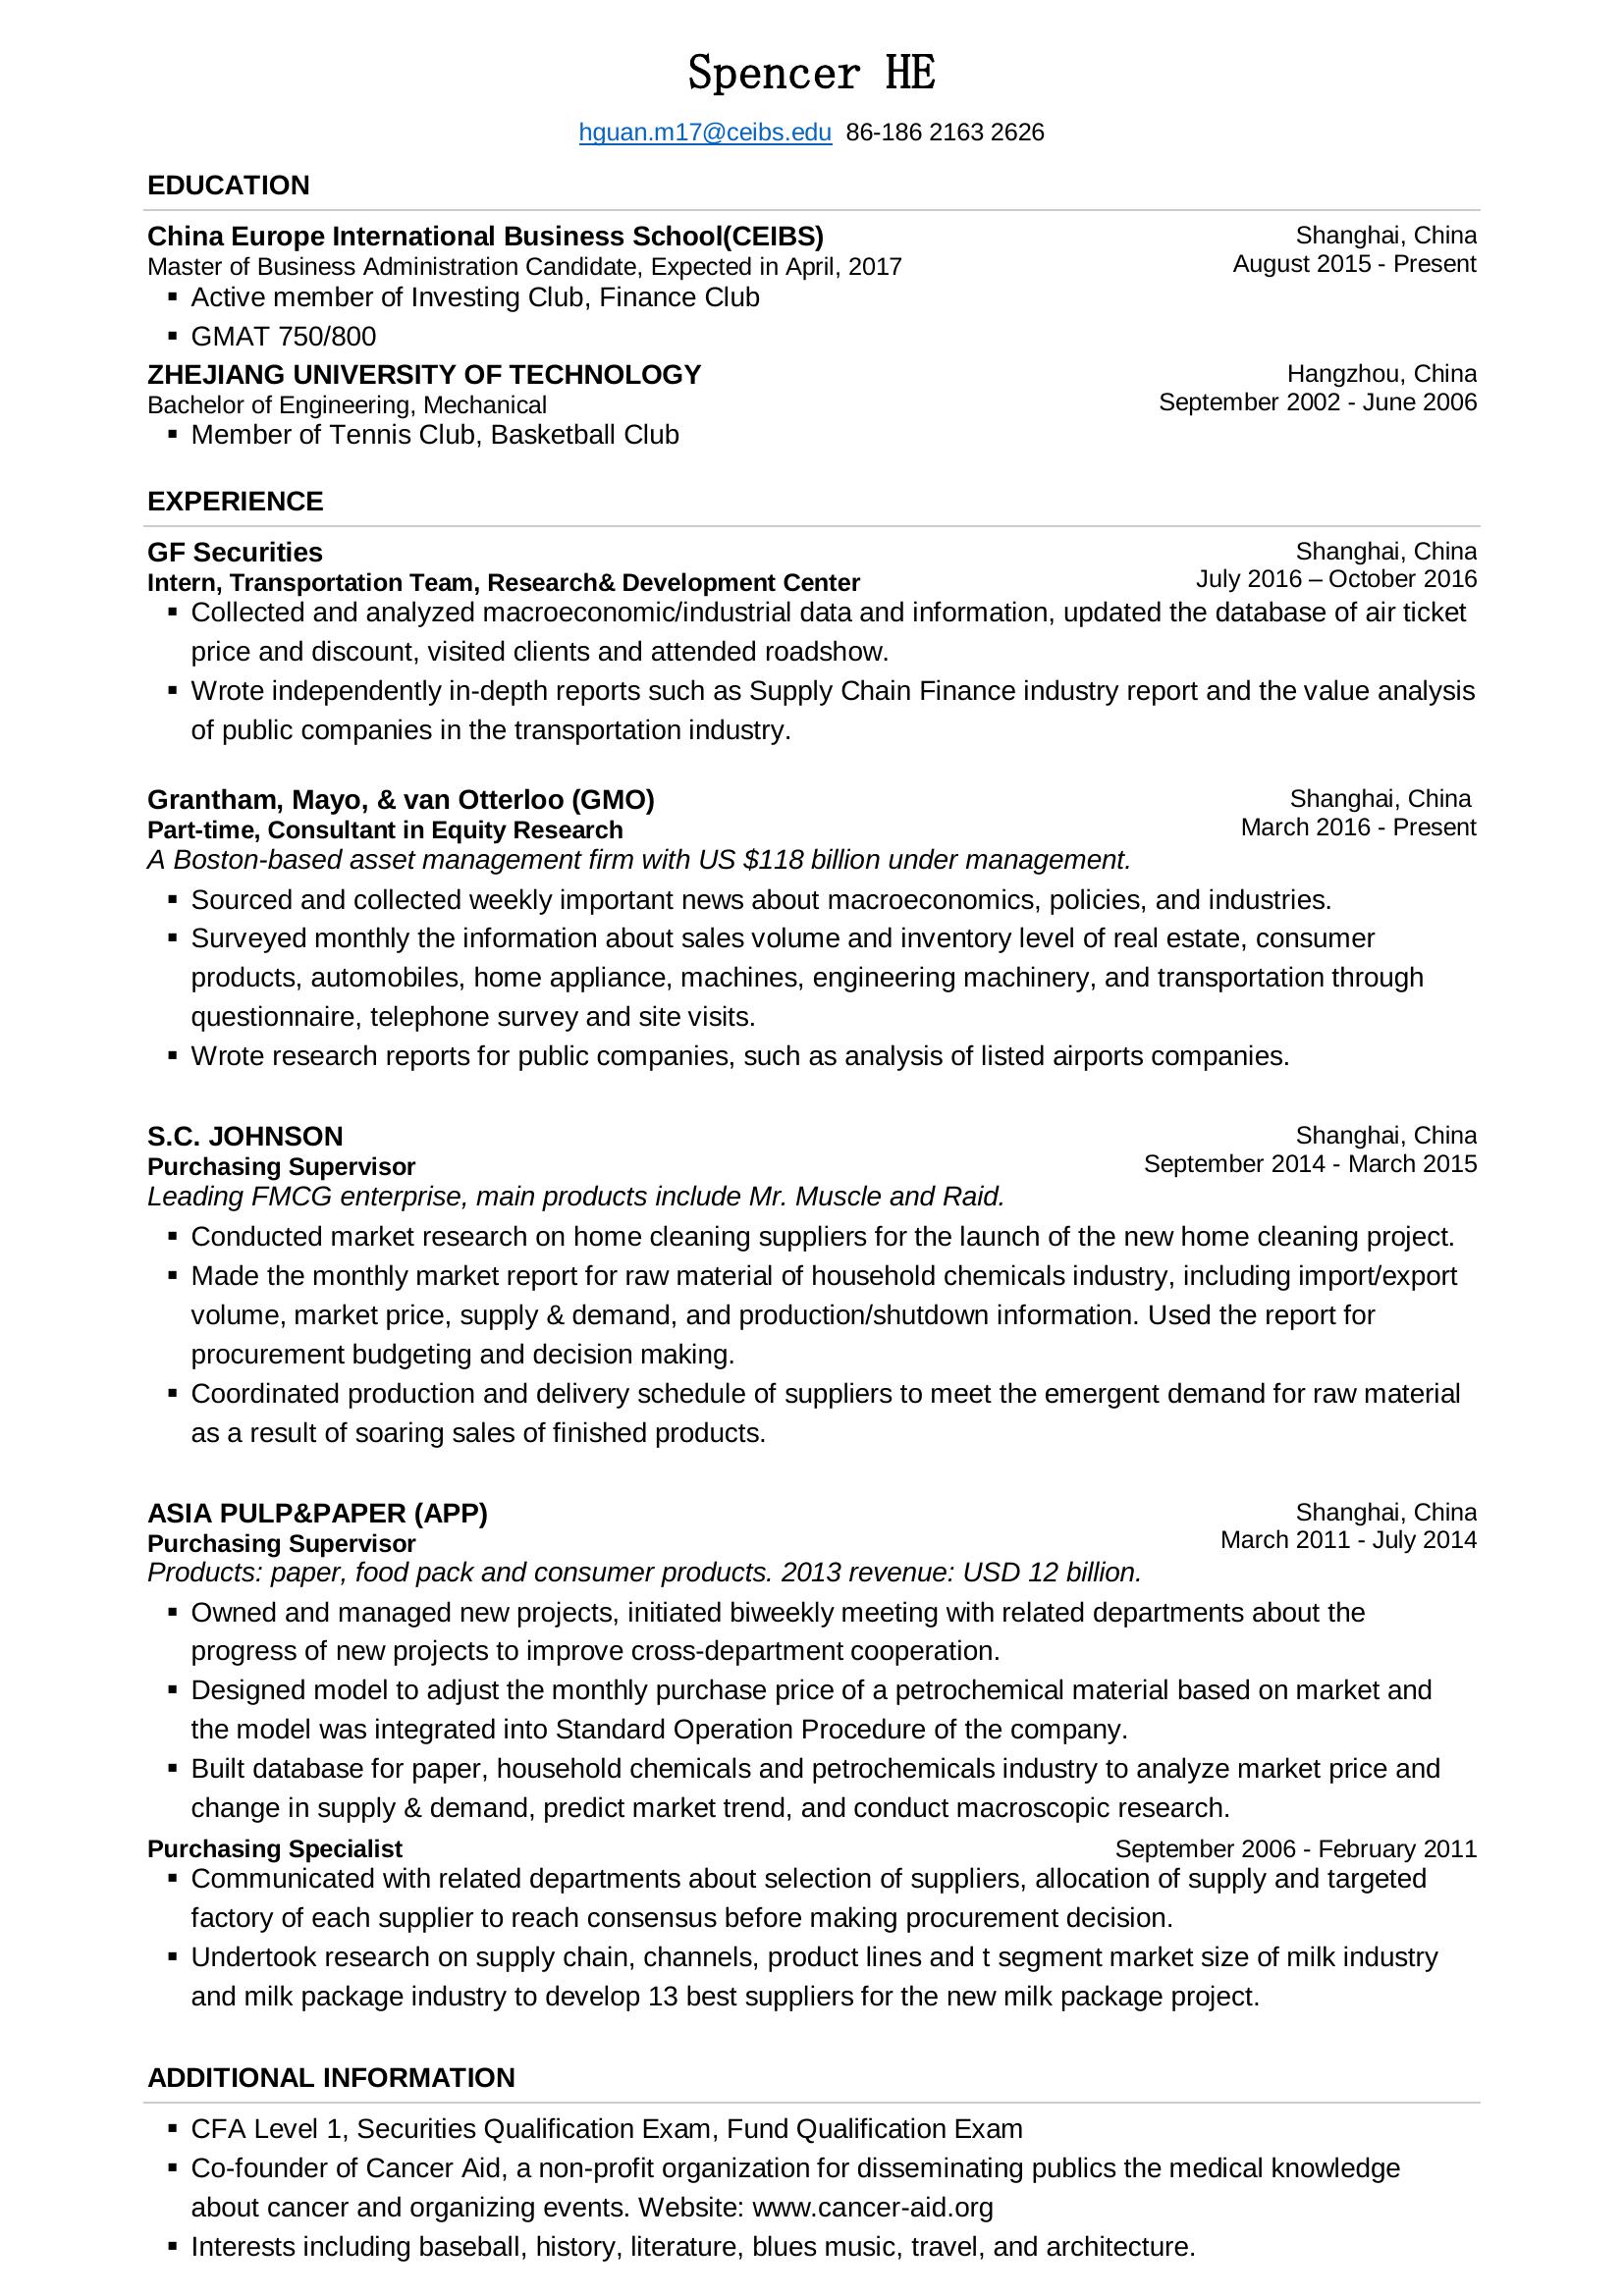 Spencer HE
hguan.m17@ceibs.edu 86-186 2163 2626
EDUCATION
China Europe International Business School(CEIBS) Shanghai, China
Master of Business Administration Candidate, Expected in April, 2017 August 2015 - Present
▪ Active member of Investing Club, Finance Club
▪ GMAT 750/800
ZHEJIANG UNIVERSITY OF TECHNOLOGY Hangzhou, China
Bachelor of Engineering, Mechanical September 2002 - June 2006
▪ Member of Tennis Club, Basketball Club
EXPERIENCE
GF Securities Shanghai, China
Intern, Transportation Team, Research& Development Center July 2016 – October 2016
▪ Collected and analyzed macroeconomic/industrial data and information, updated the database of air ticket
price and discount, visited clients and attended roadshow.
▪ Wrote independently in-depth reports such as Supply Chain Finance industry report and the value analysis
of public companies in the transportation industry.
Grantham, Mayo, & van Otterloo (GMO) Shanghai, China
Part-time, Consultant in Equity Research March 2016 - Present
A Boston-based asset management firm with US $118 billion under management.
▪ Sourced and collected weekly important news about macroeconomics, policies, and industries.
▪ Surveyed monthly the information about sales volume and inventory level of real estate, consumer
products, automobiles, home appliance, machines, engineering machinery, and transportation through
questionnaire, telephone survey and site visits.
▪ Wrote research reports for public companies, such as analysis of listed airports companies.
S.C. JOHNSON Shanghai, China
Purchasing Supervisor September 2014 - March 2015
Leading FMCG enterprise, main products include Mr. Muscle and Raid.
▪ Conducted market research on home cleaning suppliers for the launch of the new home cleaning project.
▪ Made the monthly market report for raw material of household chemicals industry, including import/export
volume, market price, supply & demand, and production/shutdown information. Used the report for
procurement budgeting and decision making.
▪ Coordinated production and delivery schedule of suppliers to meet the emergent demand for raw material
as a result of soaring sales of finished products.
ASIA PULP&PAPER (APP) Shanghai, China
Purchasing Supervisor March 2011 - July 2014
Products: paper, food pack and consumer products. 2013 revenue: USD 12 billion.
▪ Owned and managed new projects, initiated biweekly meeting with related departments about the
progress of new projects to improve cross-department cooperation.
▪ Designed model to adjust the monthly purchase price of a petrochemical material based on market and
the model was integrated into Standard Operation Procedure of the company.
▪ Built database for paper, household chemicals and petrochemicals industry to analyze market price and
change in supply & demand, predict market trend, and conduct macroscopic research.
Purchasing Specialist September 2006 - February 2011
▪ Communicated with related departments about selection of suppliers, allocation of supply and targeted
factory of each supplier to reach consensus before making procurement decision.
▪ Undertook research on supply chain, channels, product lines and t segment market size of milk industry
and milk package industry to develop 13 best suppliers for the new milk package project.
ADDITIONAL INFORMATION
▪ CFA Level 1, Securities Qualification Exam, Fund Qualification Exam
▪ Co-founder of Cancer Aid, a non-profit organization for disseminating publics the medical knowledge
about cancer and organizing events. Website: www.cancer-aid.org
▪ Interests including baseball, history, literature, blues music, travel, and architecture.